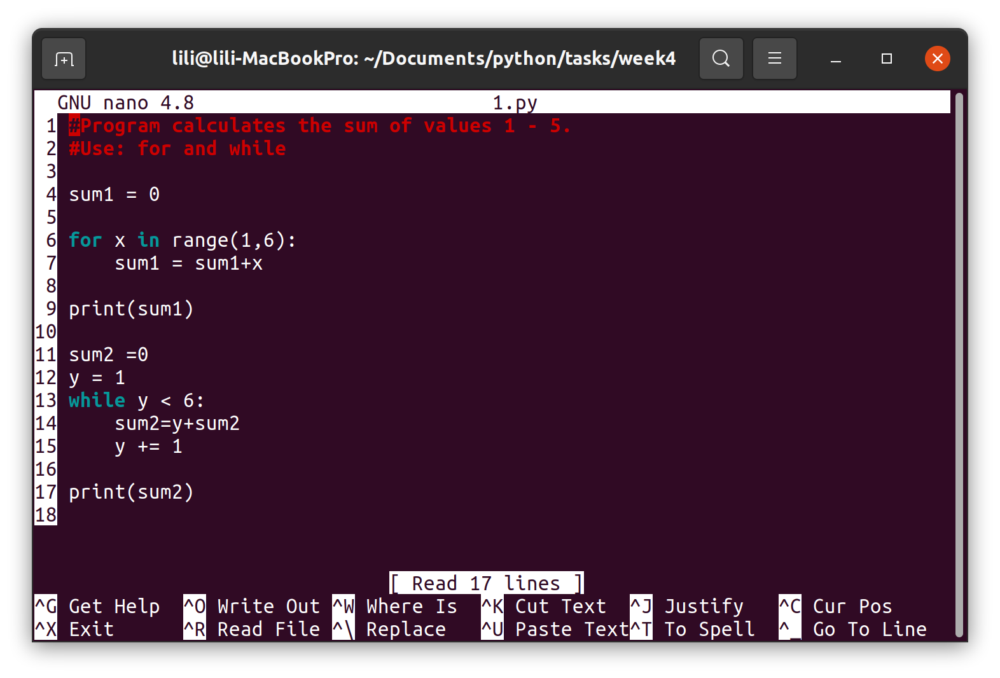 lili@lili-MacBookPro: ~/Documents/python/tasks/week4
GNU nano 4.8 1.py
1 #Program calculates the sum of values 1 - 5.
2 #Use: for and while
3
4 sum1 = 0
5
6 for x in range(1,6):
7     sum1 = sum1+x
8
9 print(sum1)
10
11 sum2 =0
12 y = 1
13 while y < 6:
14     sum2=y+sum2
15     y += 1
16
17 print(sum2)
18
[ Read 17 lines ]
^G Get Help ^O Write Out ^W Where Is ^K Cut Text ^J Justify ^C Cur Pos
^X Exit ^R Read File ^\ Replace ^U Paste Text ^T To Spell ^_ Go To Line